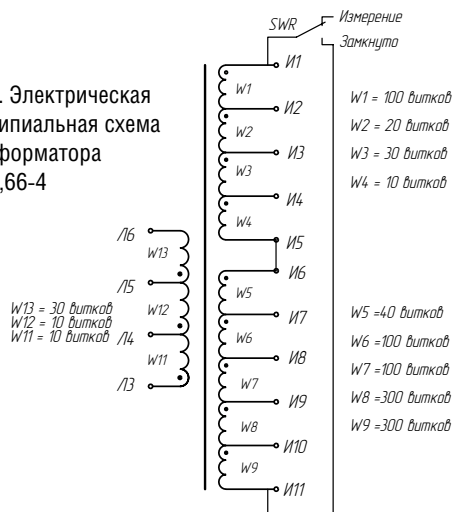 SWR
Измерение
Замкнуто
. Электрическая
ипиальная схема
форматора
,66-4
И1
W1
И2
W2
И3
W3
И4
W4
И5
И6
W5
И7
W6
И8
W7
И9
W8
И10
W9
И11
W1 = 100 витков
W2 = 20 витков
W3 = 30 витков
W4 = 10 витков
W5 =40 витков
W6 =100 витков
W7 =100 витков
W8 =300 витков
W9 =300 витков
Л6
W13
Л5
W12
Л4
W11
Л3
W13 = 30 витков
W12 = 10 витков
W11 = 10 витков